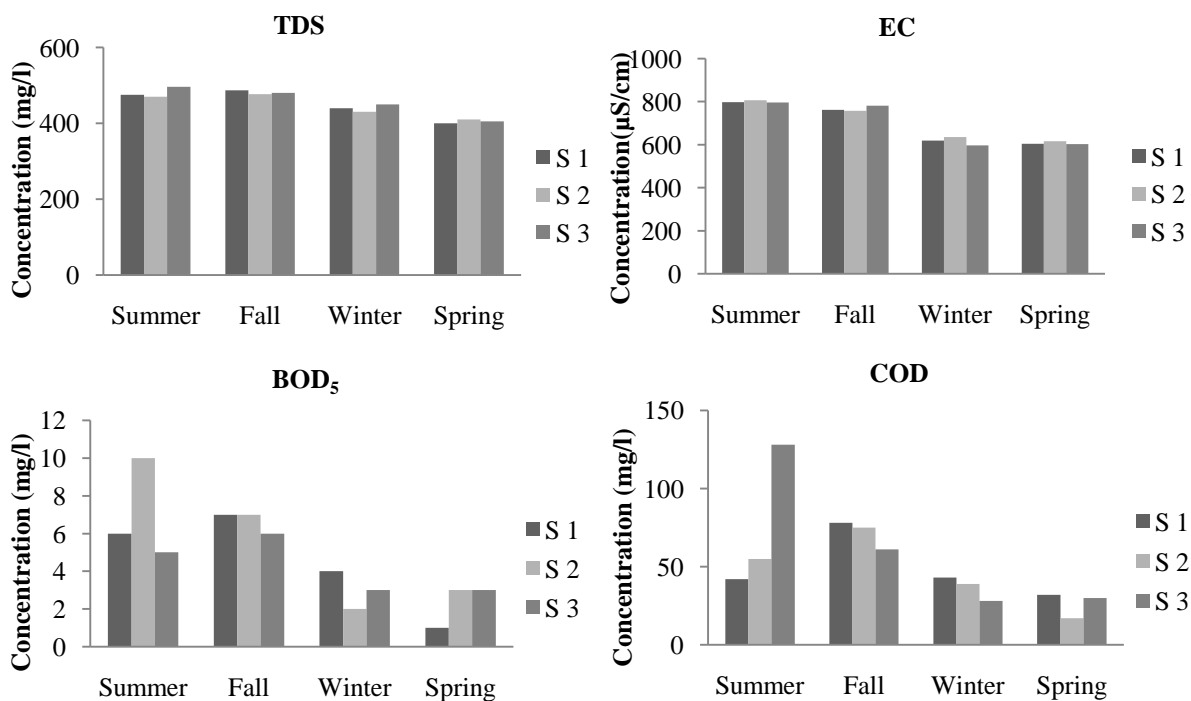 TDS
Concentration (mg/l)
600
400
200
0
Summer Fall Winter Spring
S 1
S 2
S 3
EC
Concentration(µS/cm)
1000
800
600
400
200
0
Summer Fall Winter Spring
S 1
S 2
S 3
BOD₅
Concentration (mg/l)
12
10
8
6
4
2
0
Summer Fall Winter Spring
S 1
S 2
S 3
COD
Concentration (mg/l)
150
100
50
0
Summer Fall Winter Spring
S 1
S 2
S 3